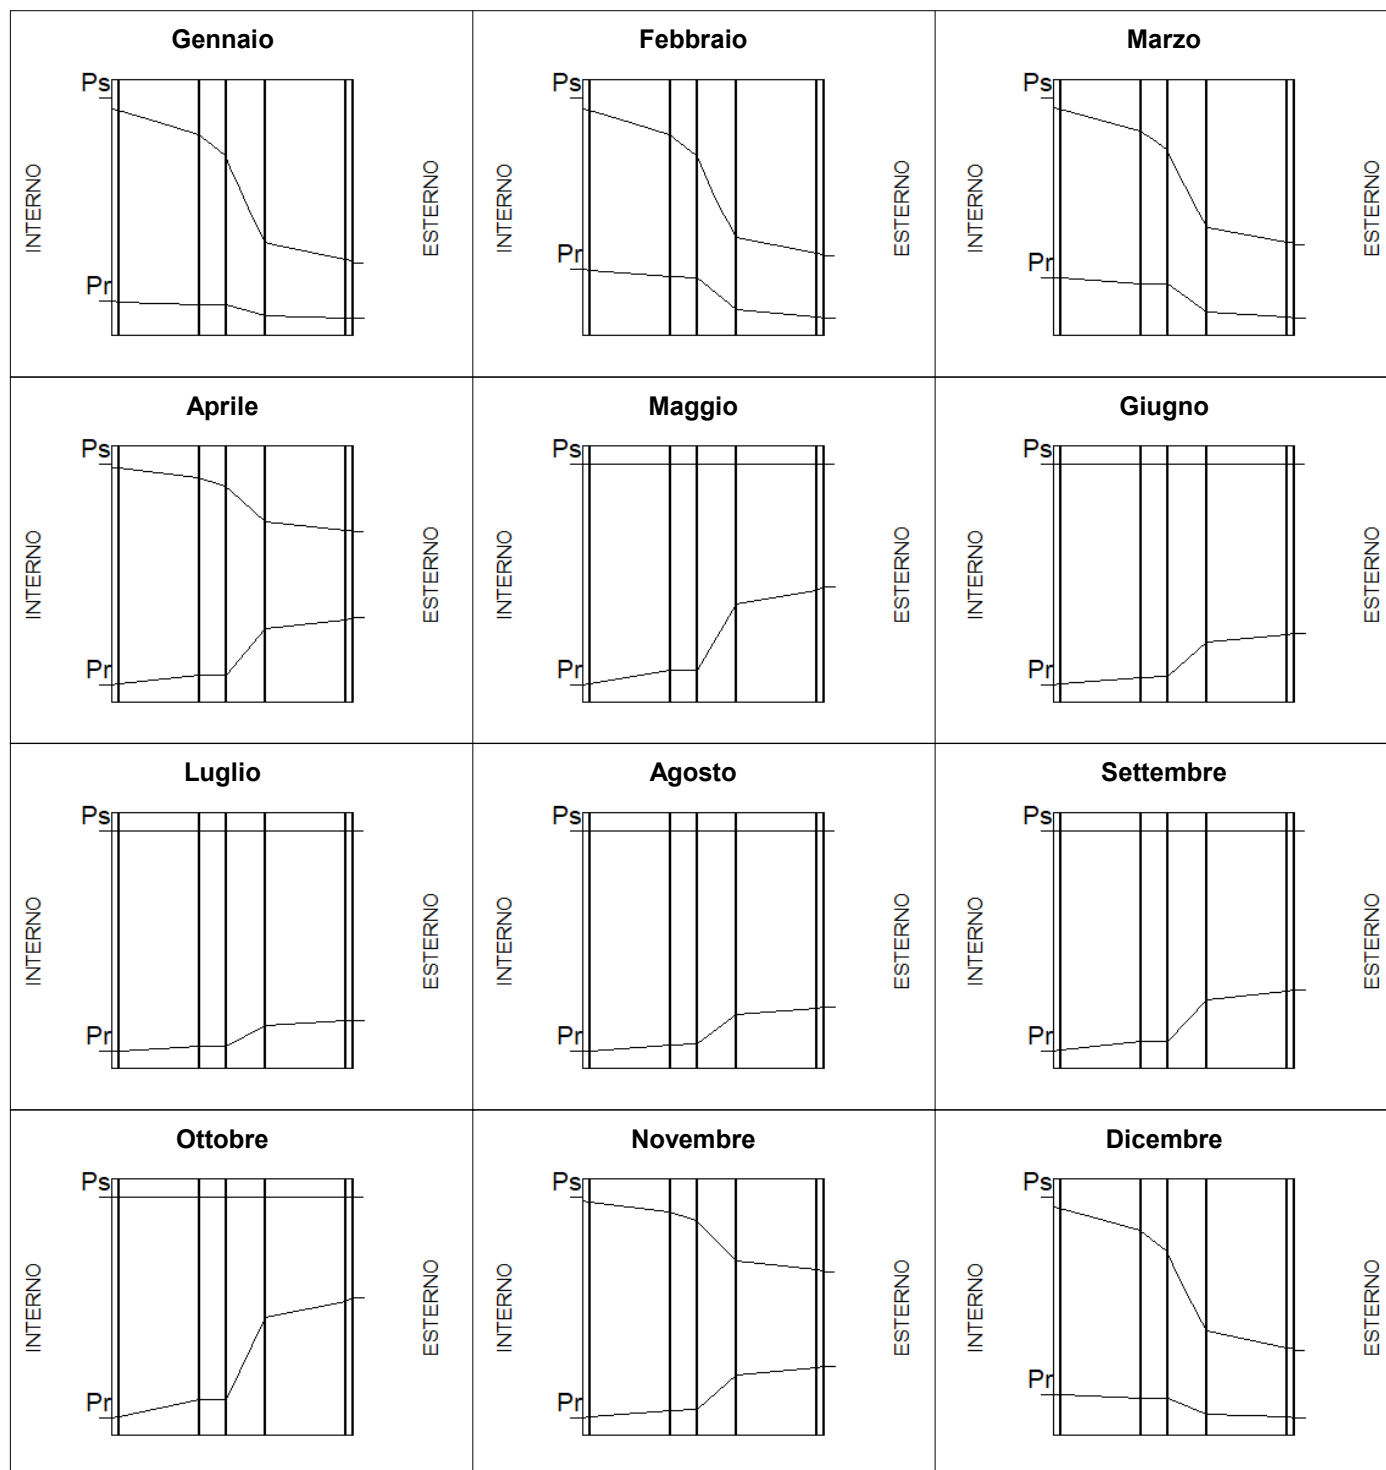 Gennaio
Ps
Pr
INTERNO
ESTERNO
Febbraio
Ps
Pr
INTERNO
ESTERNO
Marzo
Ps
Pr
INTERNO
ESTERNO
Aprile
Ps
Pr
INTERNO
ESTERNO
Maggio
Ps
Pr
INTERNO
ESTERNO
Giugno
Ps
Pr
INTERNO
ESTERNO
Luglio
Ps
Pr
INTERNO
ESTERNO
Agosto
Ps
Pr
INTERNO
ESTERNO
Settembre
Ps
Pr
INTERNO
ESTERNO
Ottobre
Ps
Pr
INTERNO
ESTERNO
Novembre
Ps
Pr
INTERNO
ESTERNO
Dicembre
Ps
Pr
INTERNO
ESTERNO